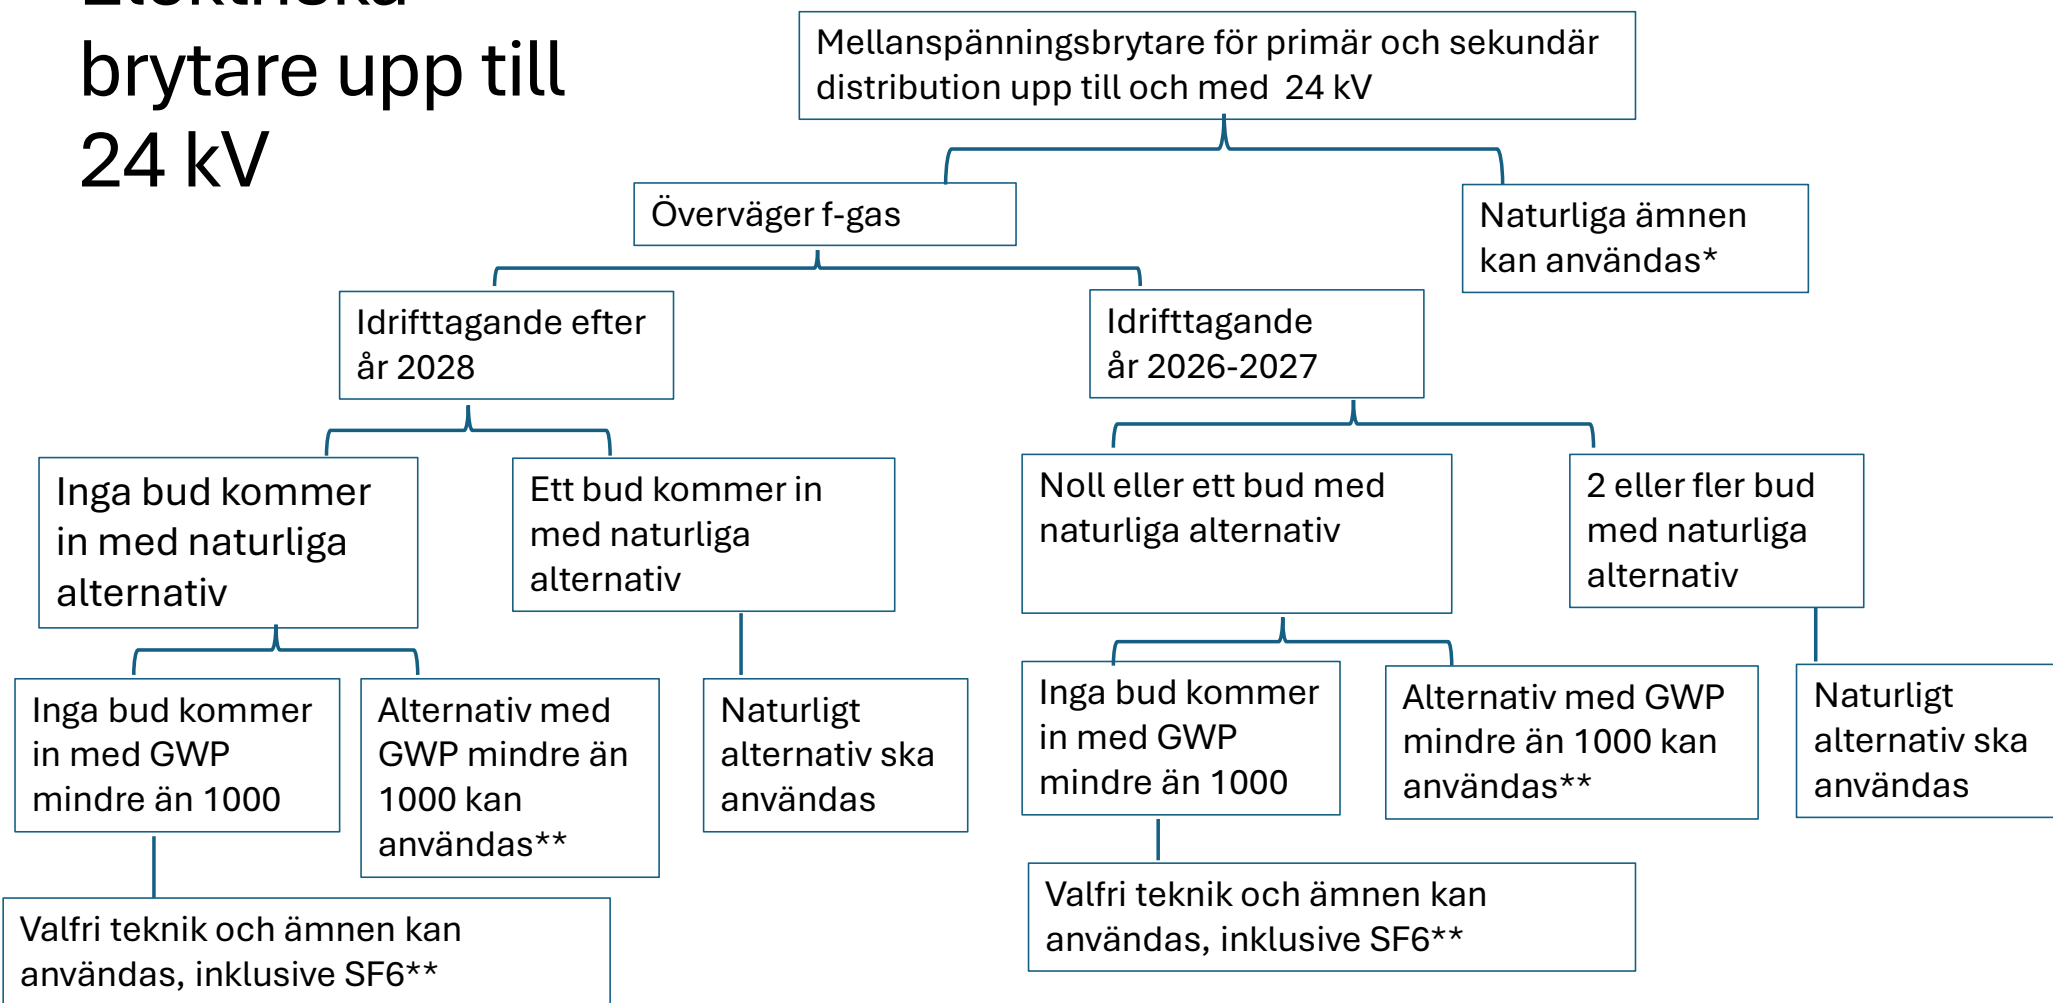 brytare upp till
24 kV
Mellanspänningsbrytare för primär och sekundär
distribution upp till och med 24 kV
Överväger f-gas
Naturliga ämnen
kan användas*
Idrifttagande efter
år 2028
Idrifttagande
år 2026-2027
Inga bud kommer
in med naturliga
alternativ
Ett bud kommer in
med naturliga
alternativ
Noll eller ett bud med
naturliga alternativ
2 eller fler bud
med naturliga
alternativ
Inga bud kommer
in med GWP
mindre än 1000
Alternativ med
GWP mindre än
1000 kan
användas**
Naturligt
alternativ ska
användas
Inga bud kommer
in med GWP
mindre än 1000
Alternativ med GWP
mindre än 1000 kan
användas**
Naturligt
alternativ ska
användas
Valfri teknik och ämnen kan
användas, inklusive SF6**
Valfri teknik och ämnen kan
användas, inklusive SF6**